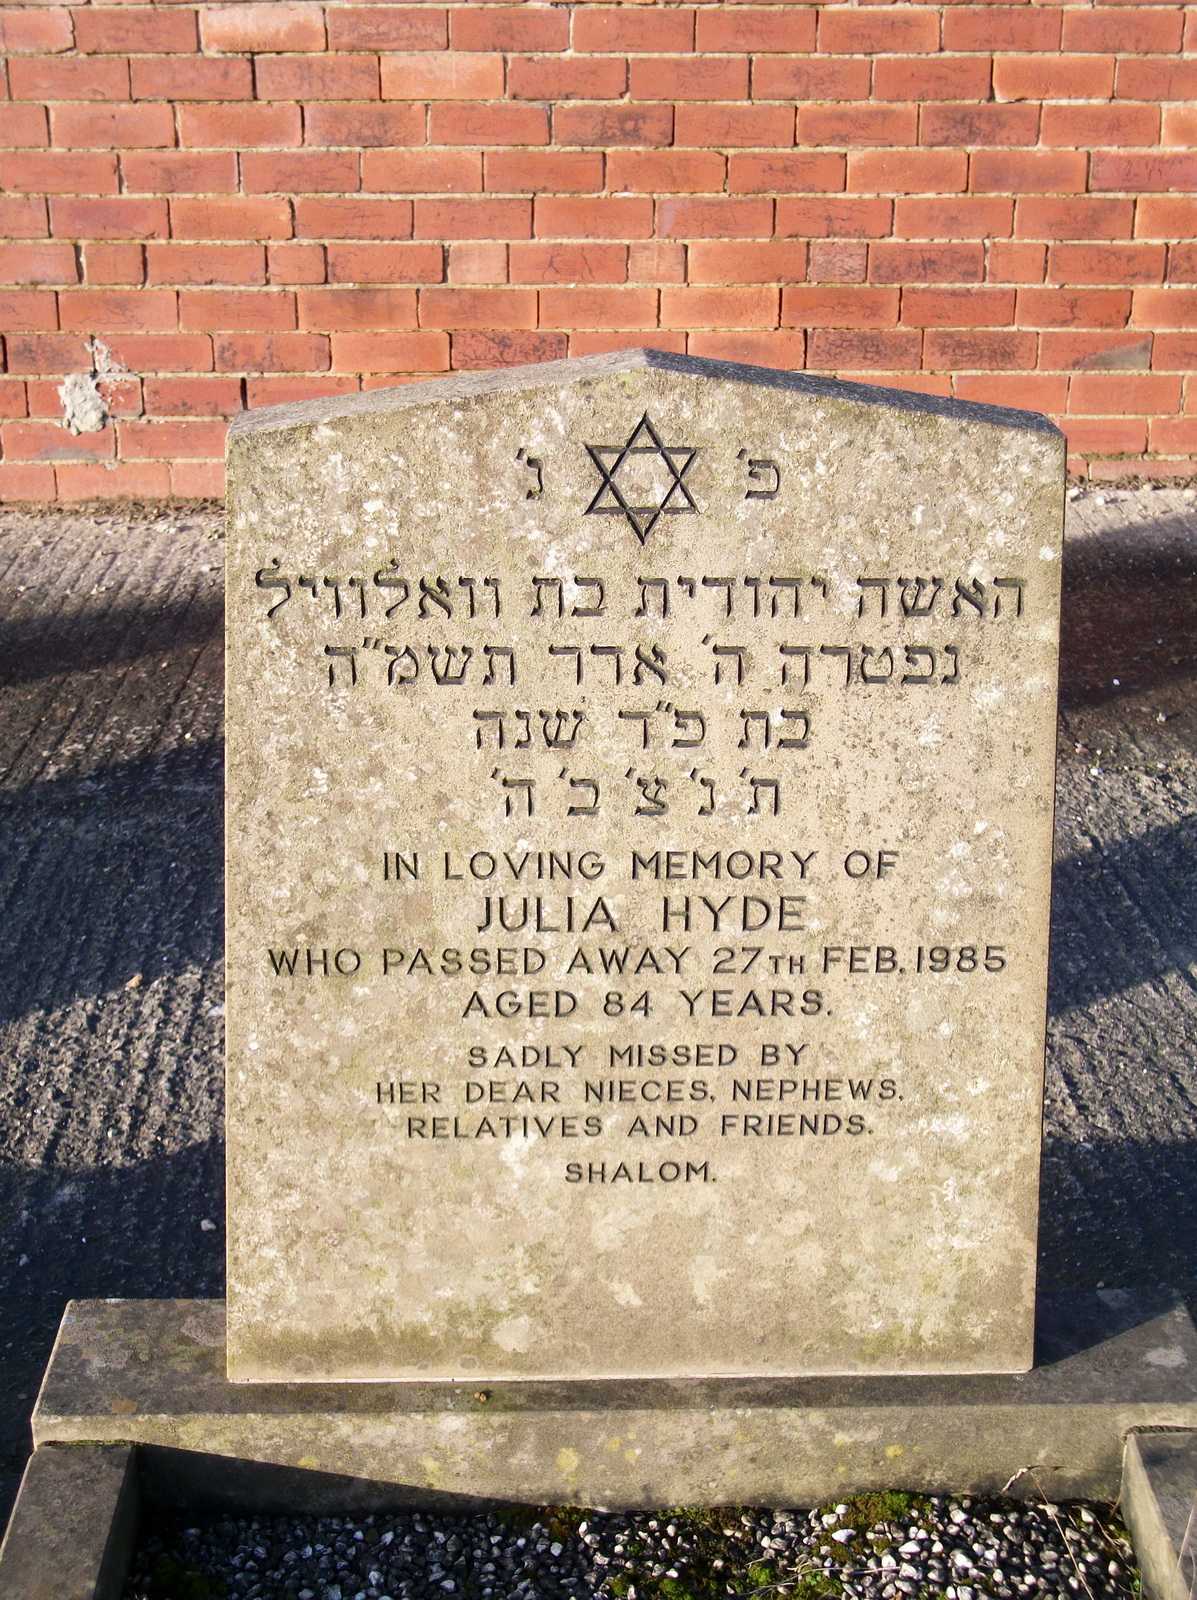 פ' נ'
האשה יהודית בת וואלוויל
נפטרה ה' אדר תשמ"ה
בת פ"ד שנה
ת' נ' צ' ב' ה'
IN LOVING MEMORY OF
JULIA HYDE
WHO PASSED AWAY 27TH FEB. 1985
AGED 84 YEARS.
SADLY MISSED BY
HER DEAR NIECES, NEPHEWS.
RELATIVES AND FRIENDS.
SHALOM.